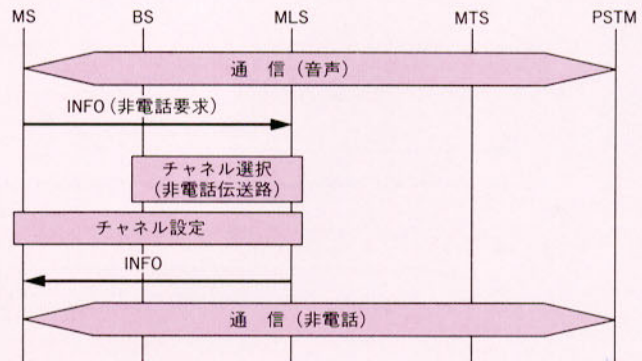 MS BS MLS MTS PSTM
通 信(音声)
INFO(非電話要求)
チャネル選択
(非電話伝送路)
チャネル設定
INFO
通 信(非電話)